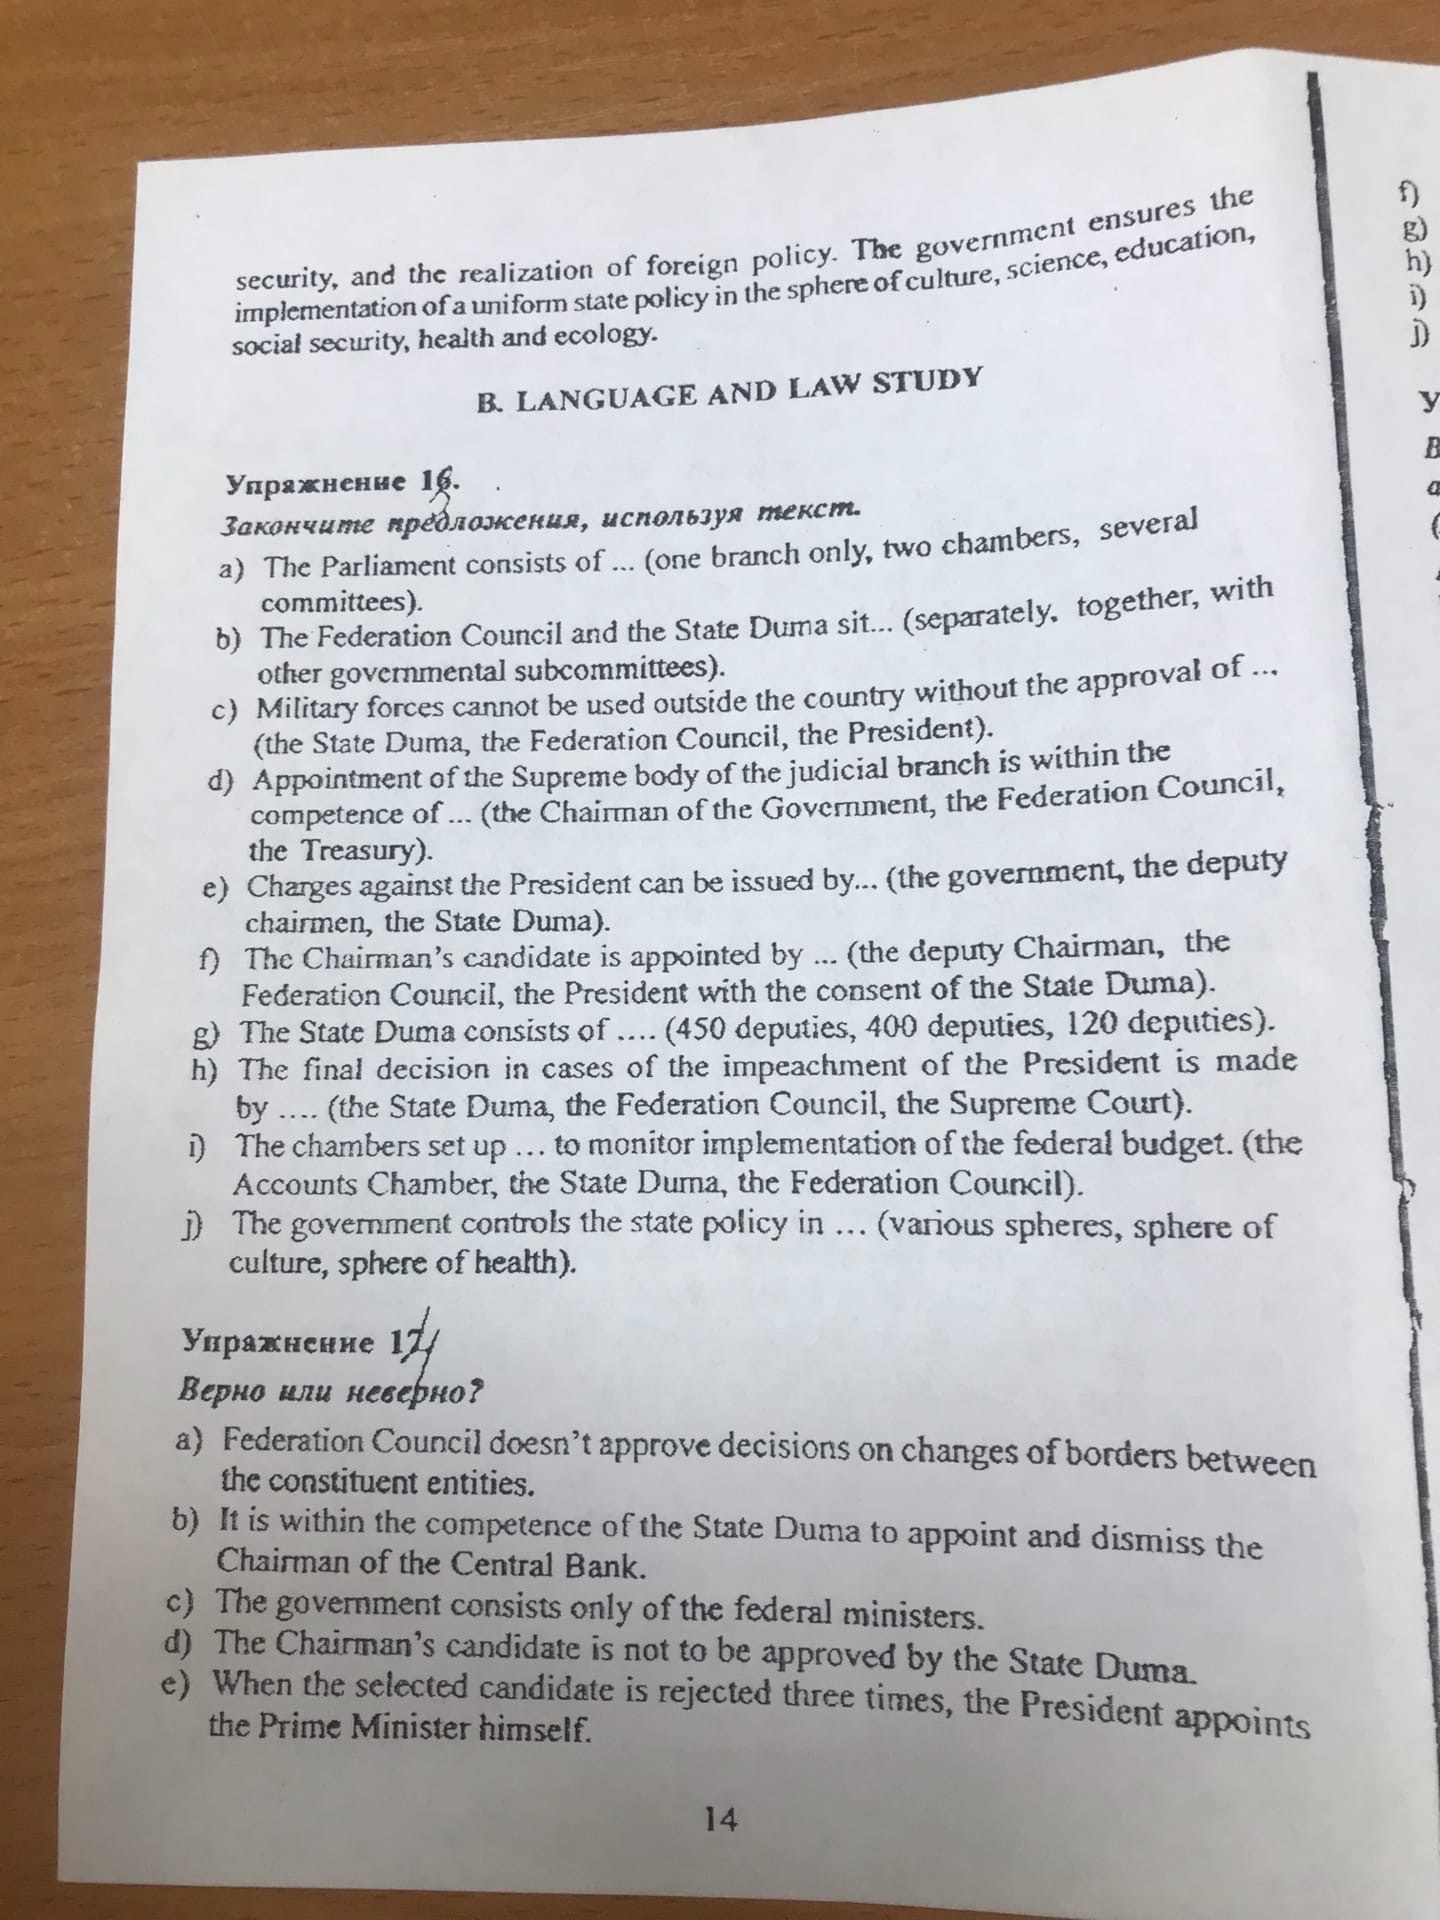 security, and the realization of foreign policy. The government ensures the
implementation of a uniform state policy in the sphere of culture, science, education,
social security, health and ecology.
B. LANGUAGE AND LAW STUDY
Упражнение 16.
Закончите предложения, используя текст.
a) The Parliament consists of ... (one branch only, two chambers, several
committees).
b) The Federation Council and the State Duma sit... (separately, together, with
other governmental subcommittees).
c) Military forces cannot be used outside the country without the approval of ...
(the State Duma, the Federation Council, the President).
d) Appointment of the Supreme body of the judicial branch is within the
competence of ... (the Chairman of the Government, the Federation Council,
the Treasury).
e) Charges against the President can be issued by... (the government, the deputy
chairmen, the State Duma).
f) The Chairman's candidate is appointed by ... (the deputy Chairman, the
Federation Council, the President with the consent of the State Duma).
g) The State Duma consists of .... (450 deputies, 400 deputies, 120 deputies).
h) The final decision in cases of the impeachment of the President is made
by .... (the State Duma, the Federation Council, the Supreme Court).
i) The chambers set up ... to monitor implementation of the federal budget. (the
Accounts Chamber, the State Duma, the Federation Council).
j) The government controls the state policy in ... (various spheres, sphere of
culture, sphere of health).
Упражнение 17
Верно или неверно?
a) Federation Council doesn't approve decisions on changes of borders between
the constituent entities.
b) It is within the competence of the State Duma to appoint and dismiss the
Chairman of the Central Bank.
c) The government consists only of the federal ministers.
d) The Chairman's candidate is not to be approved by the State Duma.
e) When the selected candidate is rejected three times, the President appoints
the Prime Minister himself.
14
f)
g)
h)
i)
j)
У
В